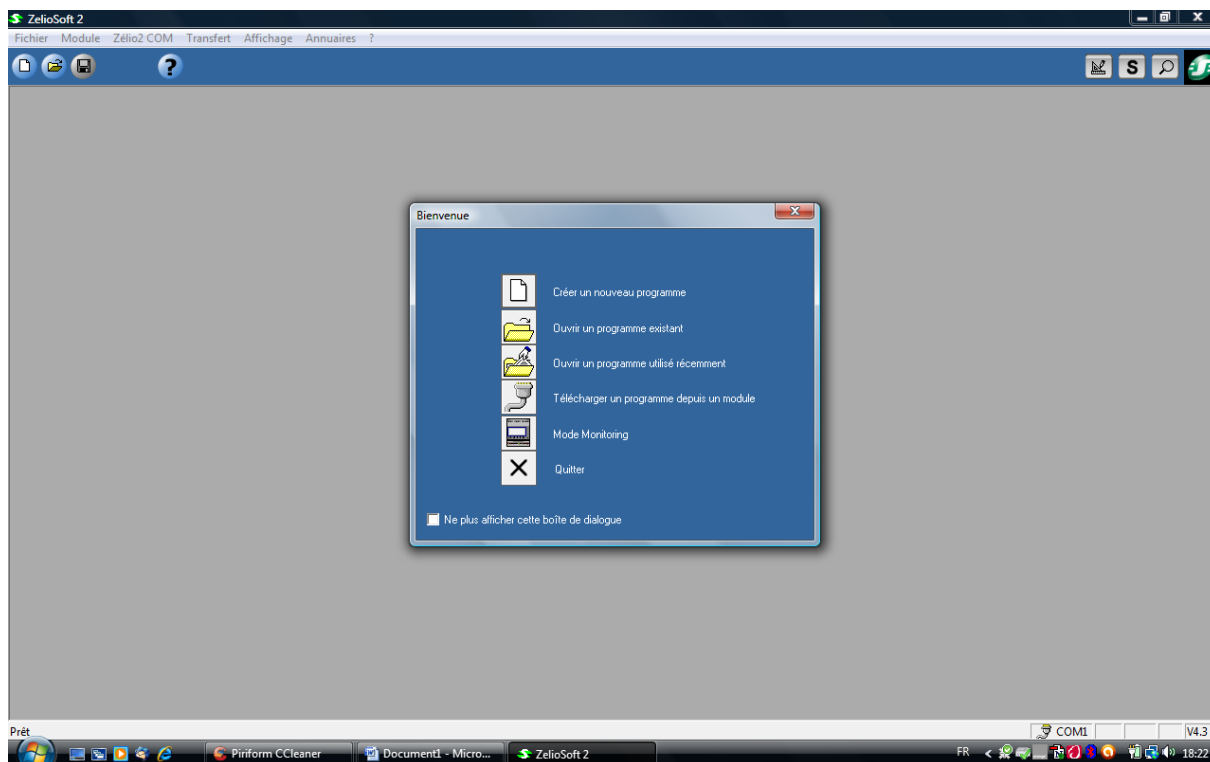 ZelioSoft 2
Fichier Module Zélio2 COM Transfert Affichage Annuaires ?
?
S
Bienvenue
Créer un nouveau programme
Ouvrir un programme existant
Ouvrir un programme utilisé récemment
Télécharger un programme depuis un module
Mode Monitoring
Quitter
Ne plus afficher cette boîte de dialogue
Prêt COM1 V4.3
Piriform CCleaner Document1 - Micro... ZelioSoft 2 FR < 18:22